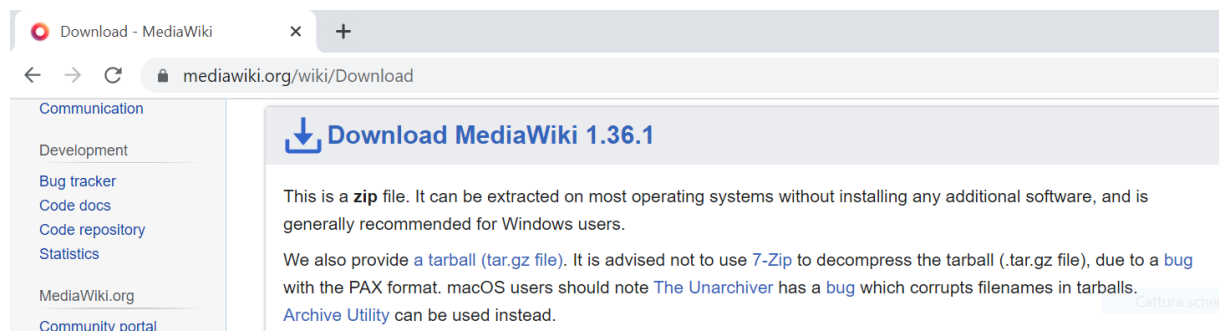 Download - MediaWiki
mediawiki.org/wiki/Download
Communication
Development
Bug tracker
Code docs
Code repository
Statistics
MediaWiki.org
Community portal
Download MediaWiki 1.36.1
This is a zip file. It can be extracted on most operating systems without installing any additional software, and is
generally recommended for Windows users.
We also provide a tarball (tar.gz file). It is advised not to use 7-Zip to decompress the tarball (.tar.gz file), due to a bug
with the PAX format. macOS users should note The Unarchiver has a bug which corrupts filenames in tarballs.
Archive Utility can be used instead.
Cattura